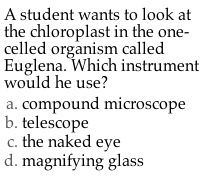 A student wants to look at
the chloroplast in the one-
celled organism called
Euglena. Which instrument
would he use?
a. compound microscope
b. telescope
c. the naked eye
d. magnifying glass